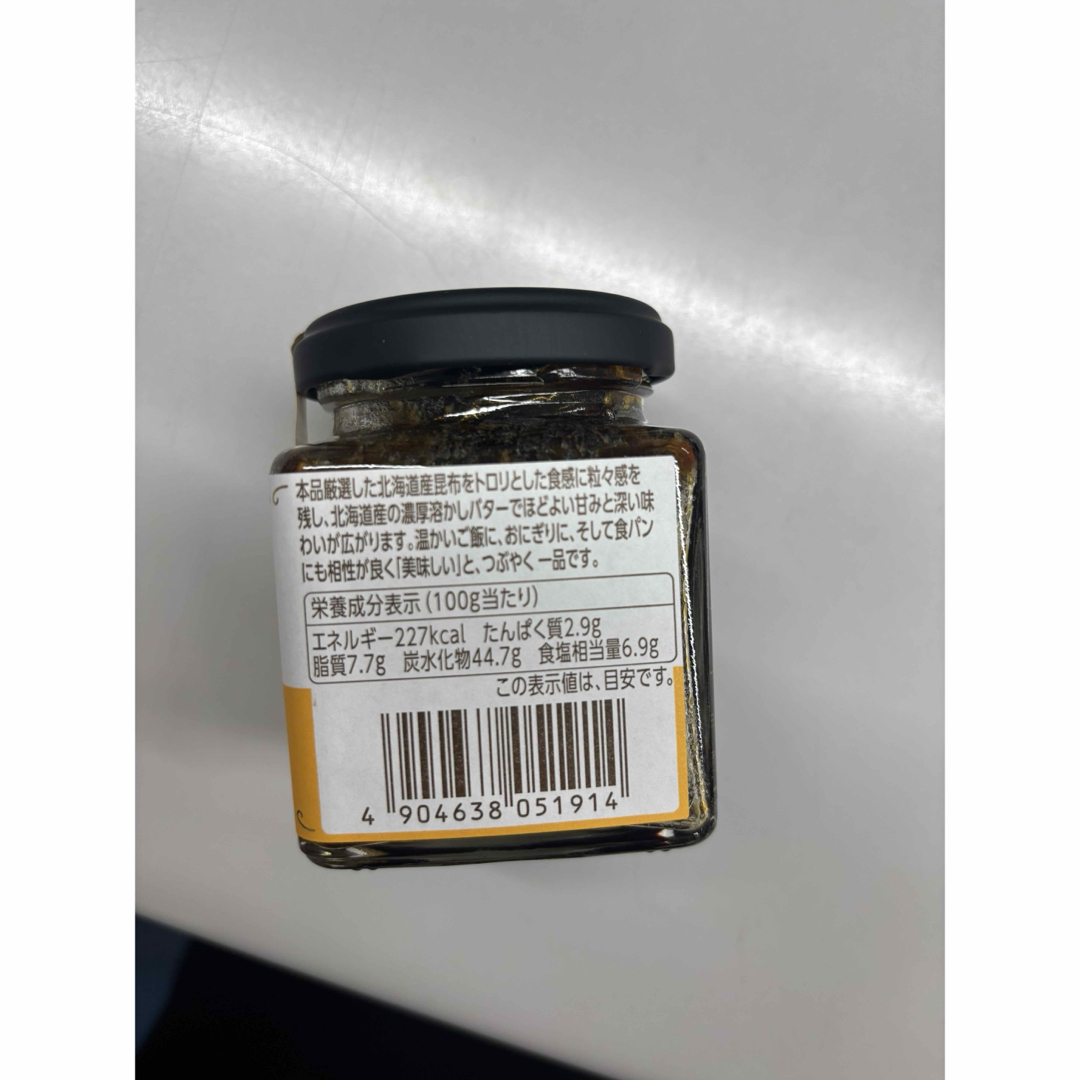 本品厳選した北海道産昆布をトロリとした食感に粒々感を
残し、北海道産の濃厚溶かしバターでほどよい甘みと深い味
わいが広がります。温かいご飯に、おにぎりに、そして食パン
にも相性が良く「美味しい」と、つぶやく一品です。
栄養成分表示(100g当たり)
エネルギー227kcal たんぱく質2.9g
脂質7.7g 炭水化物44.7g 食塩相当量6.9g
この表示値は、目安です。
4 904638 051914